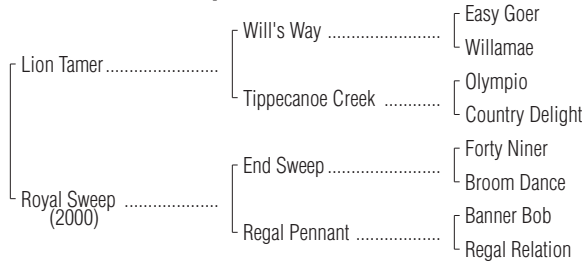 Easy Goer
Will's Way ....................
Willamae
Lion Tamer.......................
Olympio
Tippecanoe Creek ............
Country Delight
Forty Niner
End Sweep.......................
Broom Dance
Royal Sweep ...................
(2000)
Banner Bob
Regal Pennant .................
Regal Relation